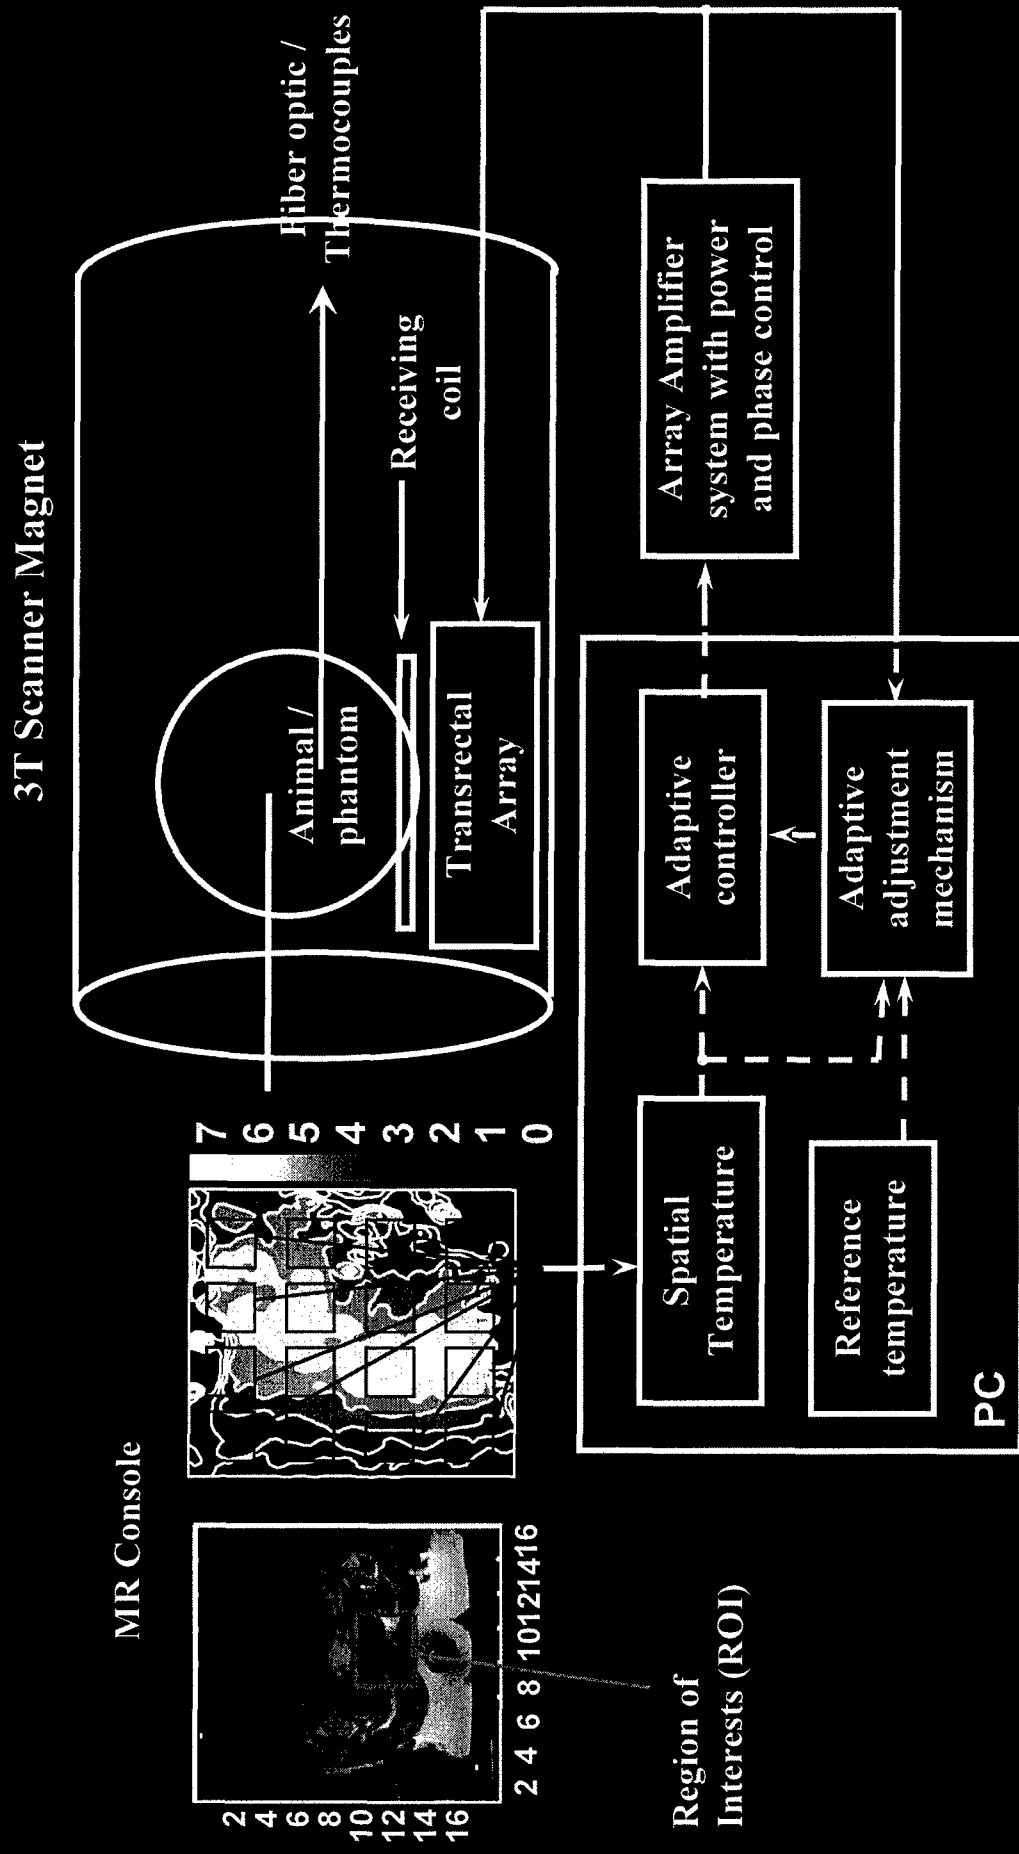 3T Scanner Magnet
MR Console
2
4
6
8
10
12
14
16
2 4 6 8 10121416
Region of
Interests (ROI)
7
6
5
4
3
2
1
0
Animal /
phantom
Fiber optic /
Thermocouples
Receiving
coil
Transrectal
Array
Spatial
Temperature
Adaptive
controller
Array Amplifier
system with power
and phase control
Reference
temperature
Adaptive
adjustment
mechanism
PC